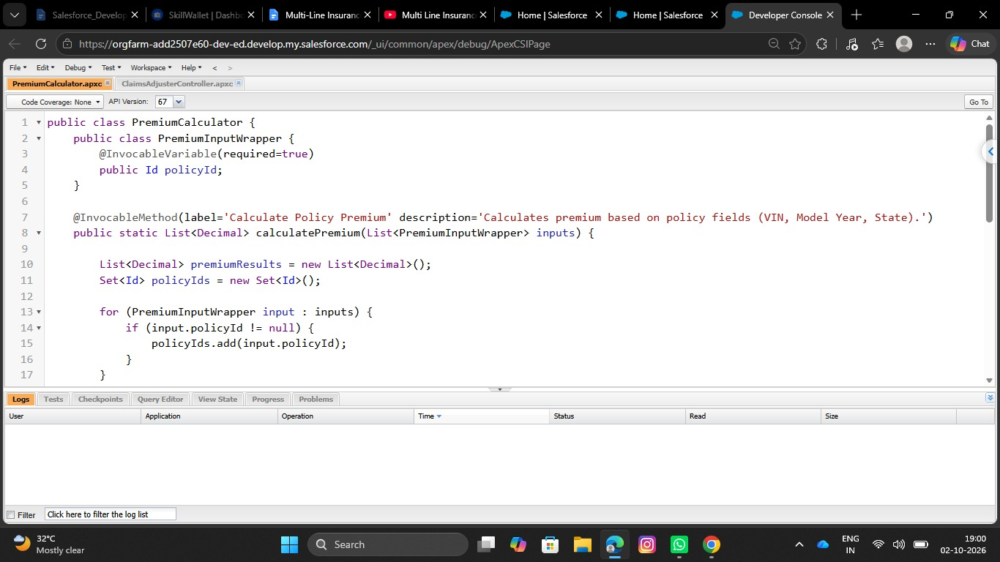 Salesforce_Develop
SkillWallet | Dashbo
Multi-Line Insuranc
Multi Line Insuranc
Home | Salesforce
Home | Salesforce
Developer Console
https://orgfarm-add2507e60-dev-ed.develop.my.salesforce.com/_ui/common/apex/debug/ApexCSIPage
Chat
File Edit Debug Test Workspace Help < >
PremiumCalculator.apxc ClaimsAdjusterController.apxc
Code Coverage: None API Version: 67 Go To
1 public class PremiumCalculator {
2 public class PremiumInputWrapper {
3 @InvocableVariable(required=true)
4 public Id policyId;
5 }
6
7 @InvocableMethod(label='Calculate Policy Premium' description='Calculates premium based on policy fields (VIN, Model Year, State).')
8 public static List<Decimal> calculatePremium(List<PremiumInputWrapper> inputs) {
9
10 List<Decimal> premiumResults = new List<Decimal>();
11 Set<Id> policyIds = new Set<Id>();
12
13 for (PremiumInputWrapper input : inputs) {
14 if (input.policyId != null) {
15 policyIds.add(input.policyId);
16 }
17 }
Logs Tests Checkpoints Query Editor View State Progress Problems
User Application Operation Time Status Read Size
Filter Click here to filter the log list
32°C
Mostly clear
Search
ENG
IN
19:00
02-10-2026